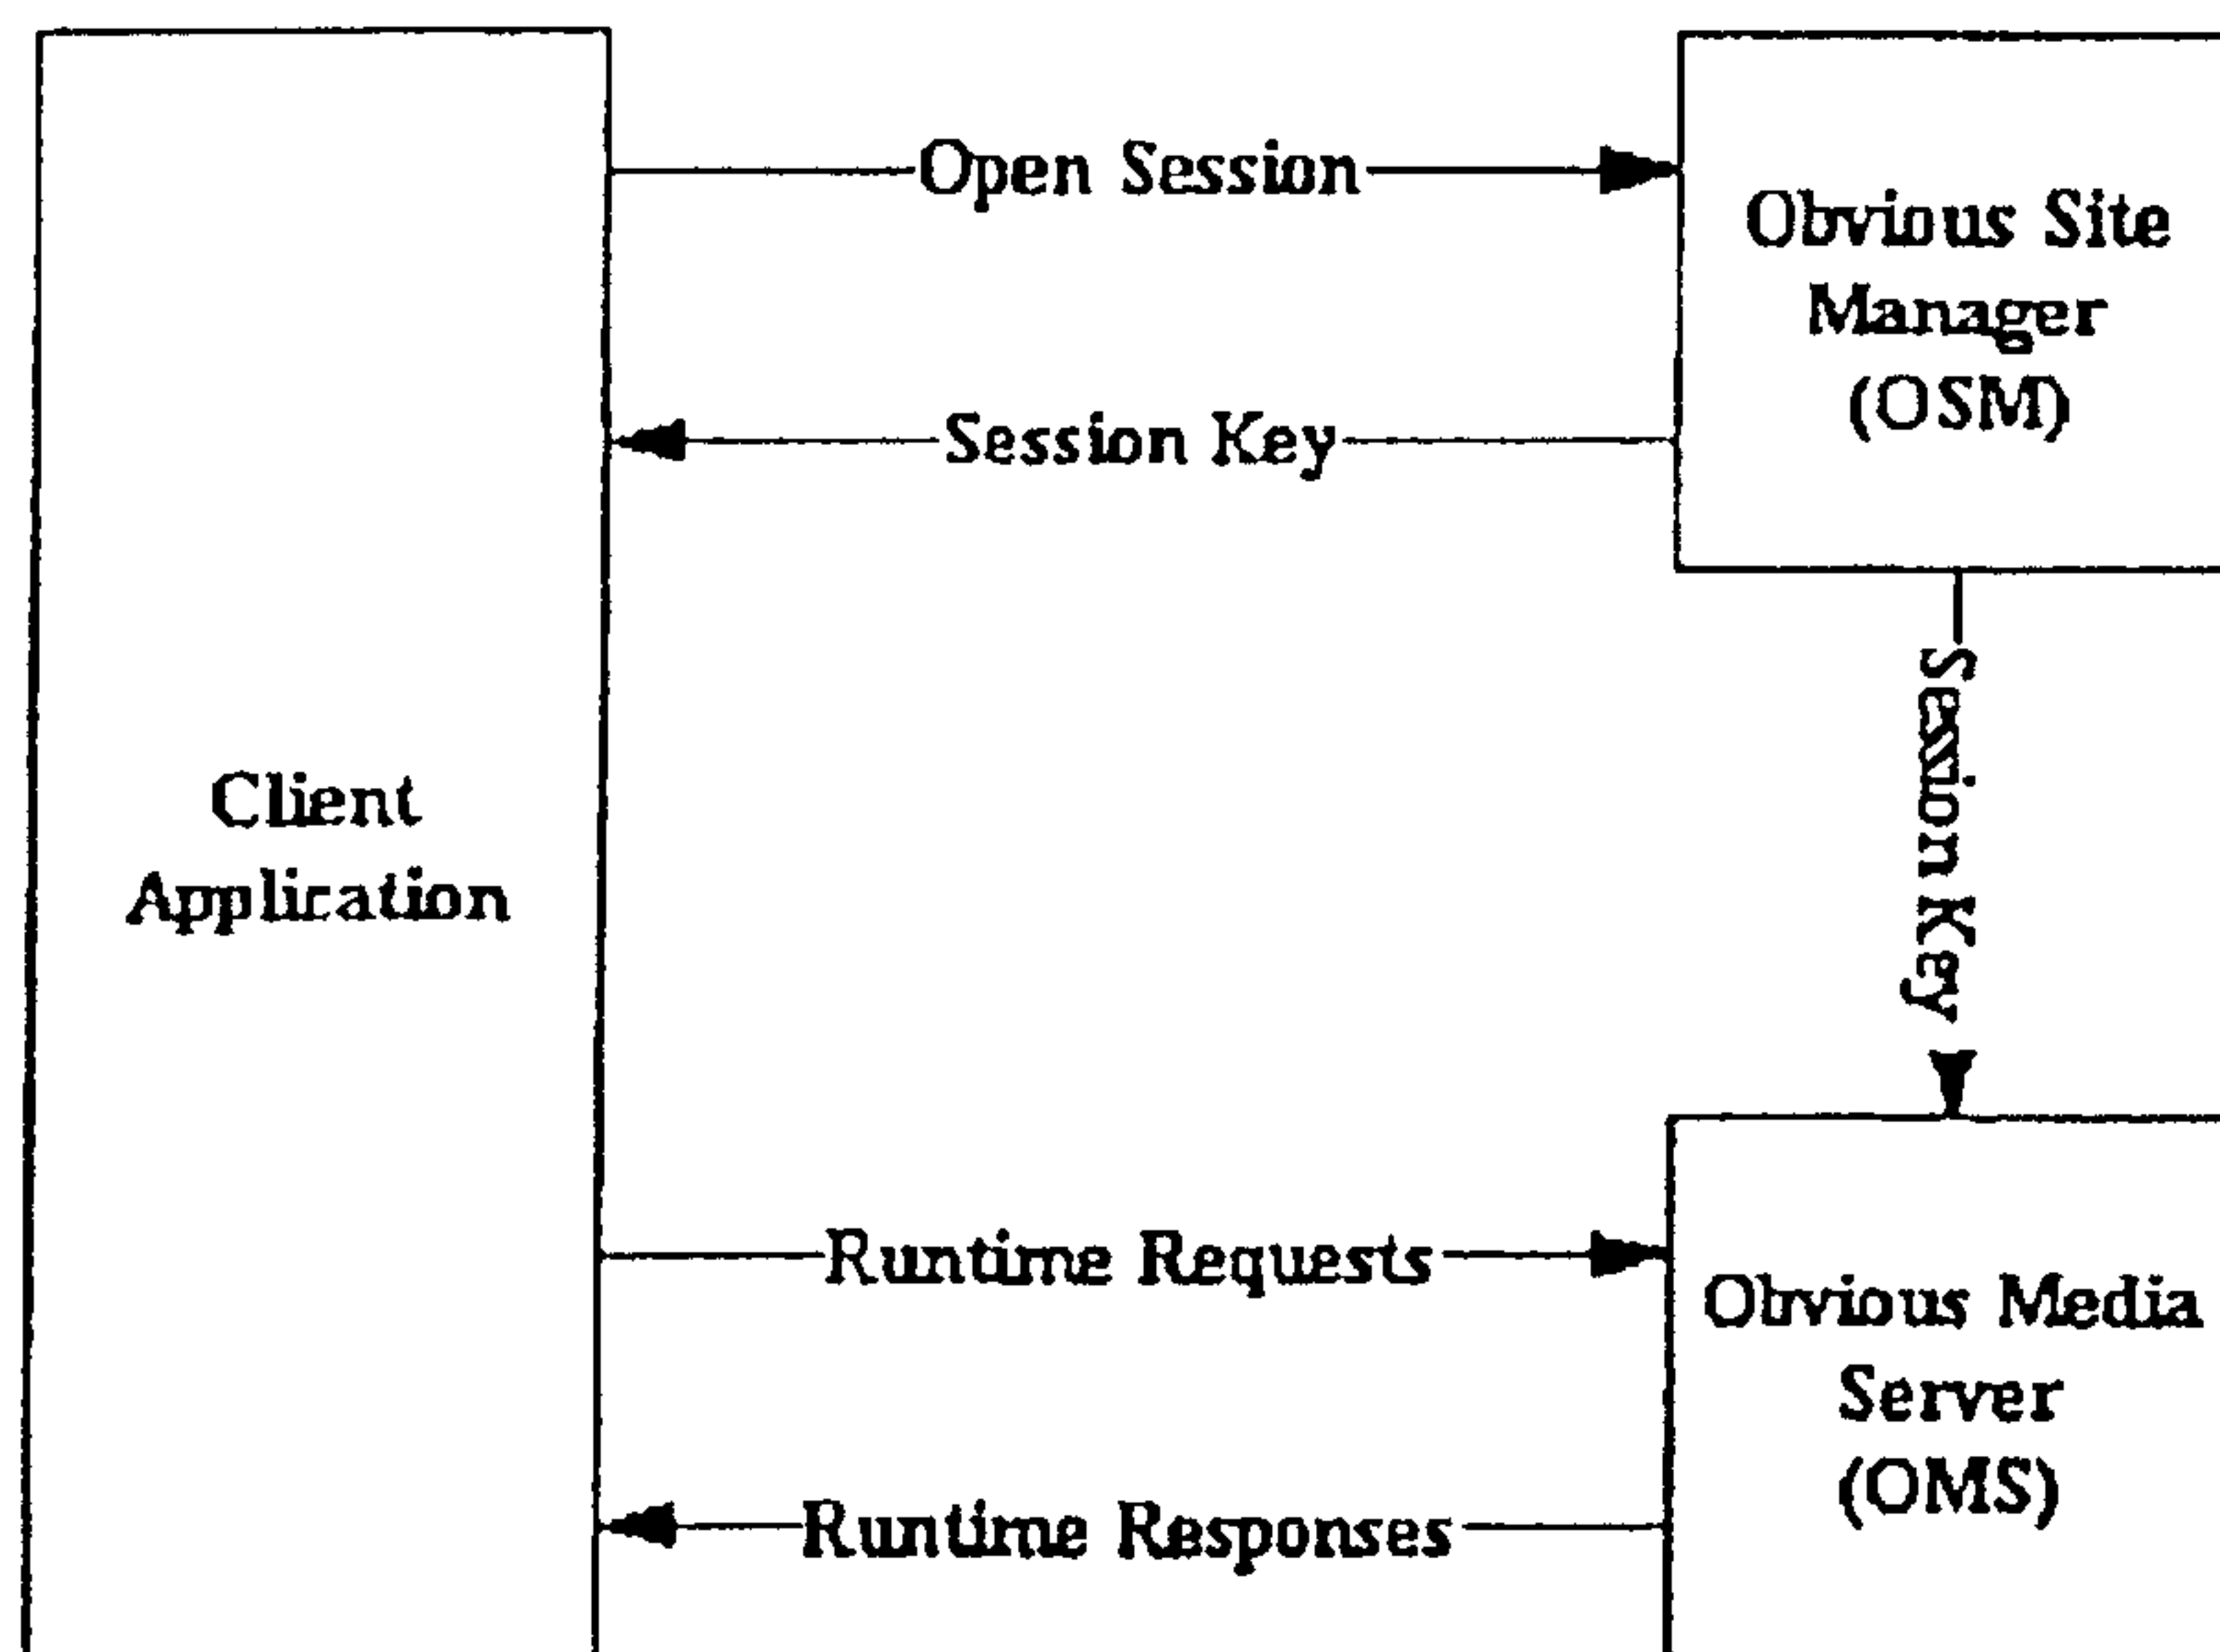 Open Session
Obvious Site
Manager
(OSM)
Session Key
Session Key
Client
Application
Runtime Requests
Obvious Media
Server
(OMS)
Runtime Responses